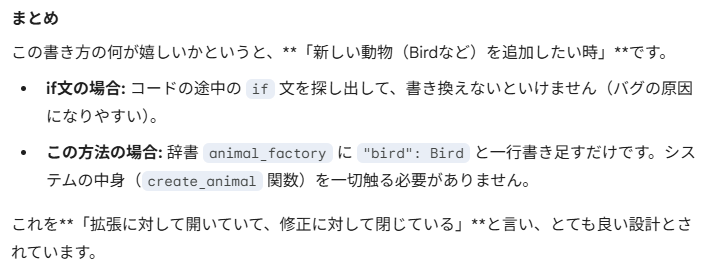 まとめ
この書き方の何が嬉しいかというと、**「新しい動物（Birdなど）を追加したい時」**です。
• if文の場合: コードの途中の if 文を探し出して、書き換えないといけません（バグの原因
になりやすい）。
• この方法の場合: 辞書 animal_factory に "bird": Bird と一行書き足すだけです。シス
テムの中身（create_animal 関数）を一切触る必要がありません。
これを**「拡張に対して開いていて、修正に対して閉じている」**と言い、とても良い設計とさ
れています。